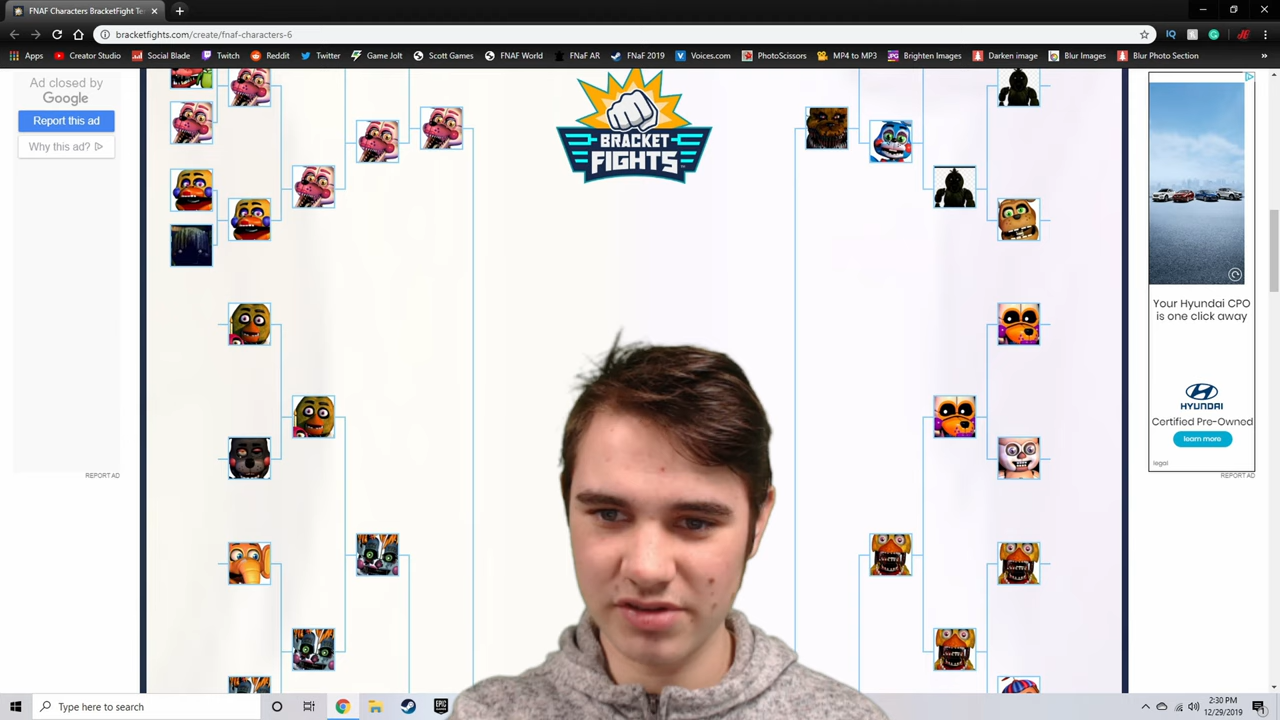 FNAF Characters BracketFight Te
bracketfights.com/create/fnaf-characters-6
Apps
Creator Studio
Social Blade
Twitch
Reddit
Twitter
Game Jolt
Scott Games
FNAF World
FNaF AR
FNaF 2019
Voices.com
PhotoScissors
MP4 to MP3
Brighten Images
Darken image
Blur Images
Blur Photo Section
»
Ad closed by
Google
Report this ad
Why this ad?
REPORT AD
BRACKET
FIGHTS
Your Hyundai CPO
is one click away
HYUNDAI
Certified Pre-Owned
learn more
legal
REPORT AD
Type here to search
EPIC
2:30 PM
12/29/2019